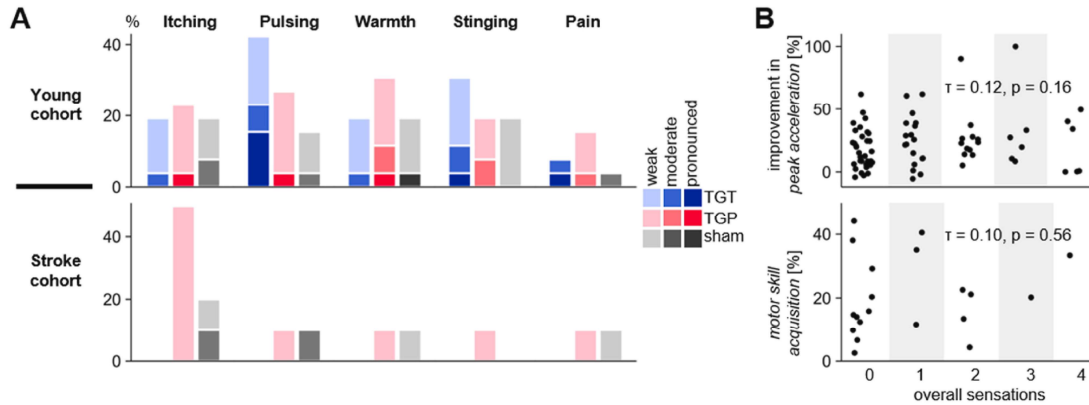 A
% Itching Pulsing Warmth Stinging Pain
40
20
0
Young
cohort
weak
moderate
pronounced
TGT
TGP
sham
40
20
0
Stroke
cohort
B
improvement in
peak acceleration [%]
100
50
0
τ = 0.12, p = 0.16
motor skill
acquisition [%]
40
20
0
τ = 0.10, p = 0.56
0 1 2 3 4
overall sensations